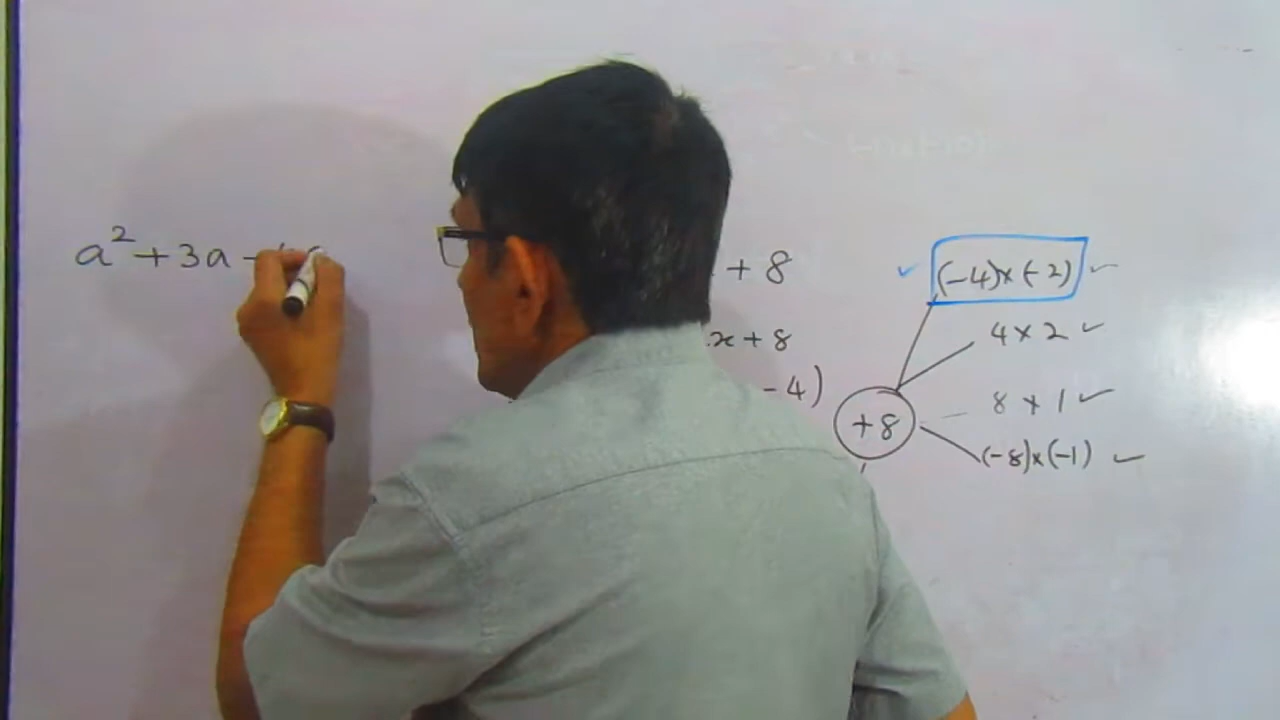 a² + 3a -
+ 8
x + 8
- 4)
(-4)x(-2)
4 x 2
8 x 1
+8
(-8)x(-1)